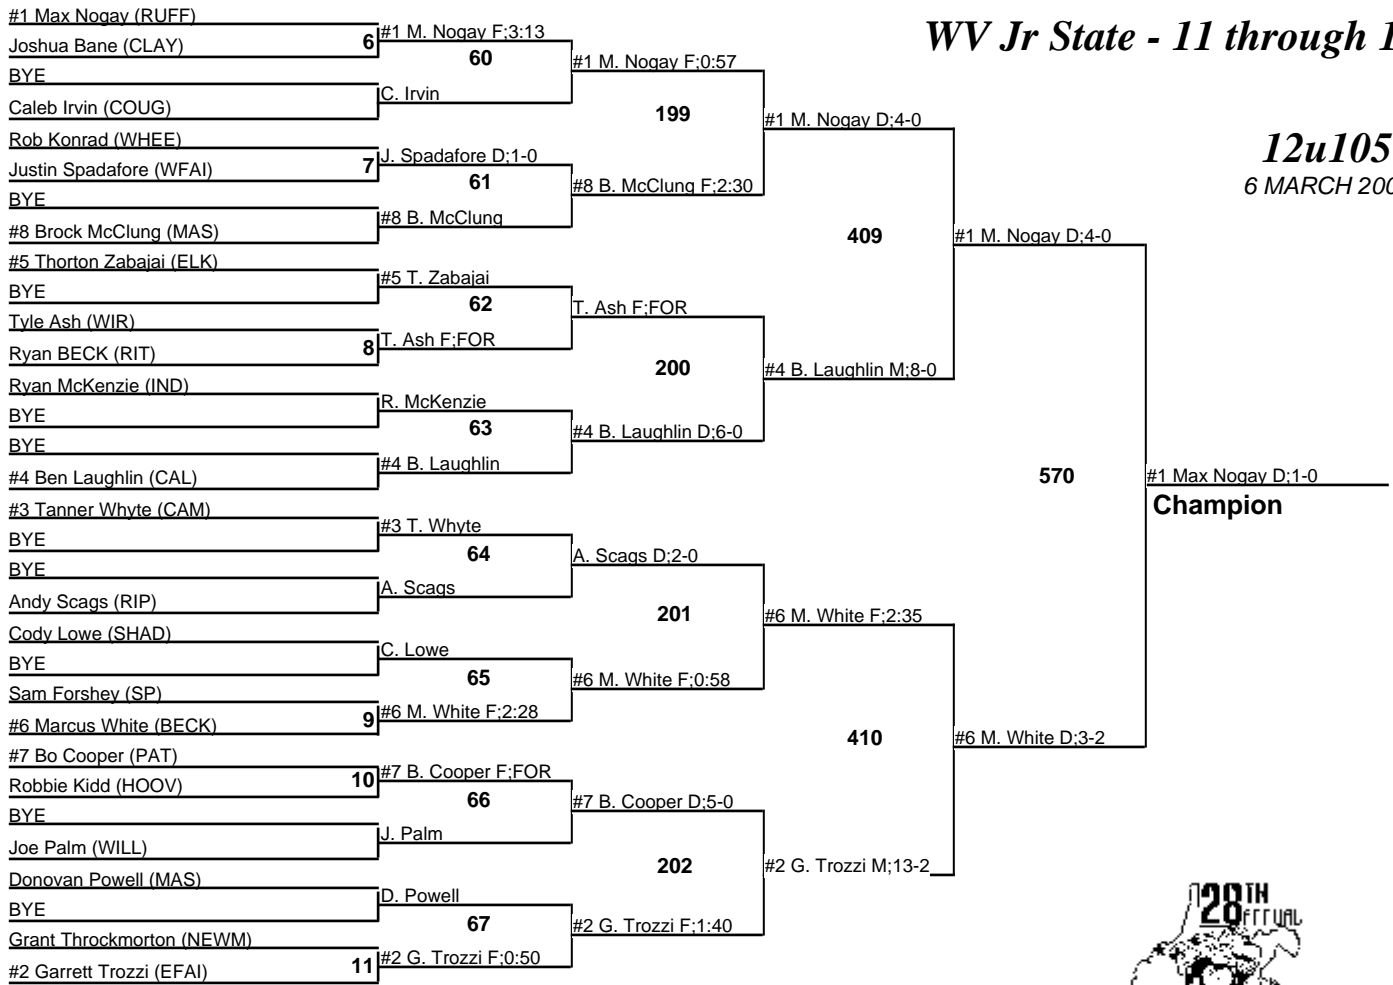 WV Jr State - 11 through 1
12u105
6 MARCH 200
#1 Max Nogay (RUFF)
Joshua Bane (CLAY)
BYE
Caleb Irvin (COUG)
Rob Konrad (WHEE)
Justin Spadafore (WFAI)
BYE
#8 Brock McClung (MAS)
#5 Thorton Zabajai (ELK)
BYE
Tyle Ash (WIR)
Ryan BECK (RIT)
Ryan McKenzie (IND)
BYE
BYE
#4 Ben Laughlin (CAL)
#3 Tanner Whyte (CAM)
BYE
BYE
Andy Scags (RIP)
Cody Lowe (SHAD)
BYE
Sam Forshey (SP)
#6 Marcus White (BECK)
#7 Bo Cooper (PAT)
Robbie Kidd (HOOV)
BYE
Joe Palm (WILL)
Donovan Powell (MAS)
BYE
Grant Throckmorton (NEWM)
#2 Garrett Trozzi (EFAI)
6
7
8
9
10
11
#1 M. Nogay F;3:13
60
C. Irvin
J. Spadafore D;1-0
61
#8 B. McClung
#5 T. Zabajai
62
T. Ash F;FOR
R. McKenzie
63
#4 B. Laughlin
#3 T. Whyte
64
A. Scags
C. Lowe
65
#6 M. White F;2:28
#7 B. Cooper F;FOR
66
J. Palm
D. Powell
67
#2 G. Trozzi F;0:50
#1 M. Nogay F;0:57
199
#8 B. McClung F;2:30
T. Ash F;FOR
200
#4 B. Laughlin D;6-0
A. Scags D;2-0
201
#6 M. White F;0:58
#7 B. Cooper D;5-0
202
#2 G. Trozzi F;1:40
#1 M. Nogay D;4-0
409
#4 B. Laughlin M;8-0
#6 M. White F;2:35
410
#2 G. Trozzi M;13-2
#1 M. Nogay D;4-0
570
#6 M. White D;3-2
#1 Max Nogay D;1-0
Champion
28TH